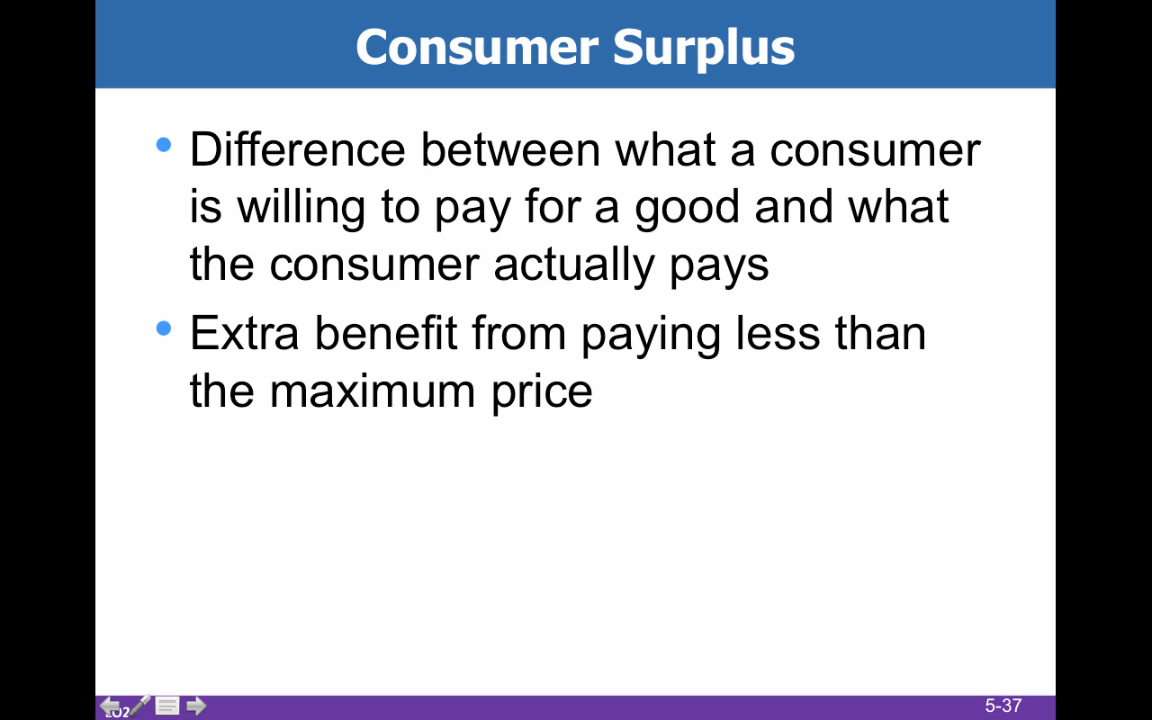 Consumer Surplus
• Difference between what a consumer
is willing to pay for a good and what
the consumer actually pays
• Extra benefit from paying less than
the maximum price
LO2
5-37